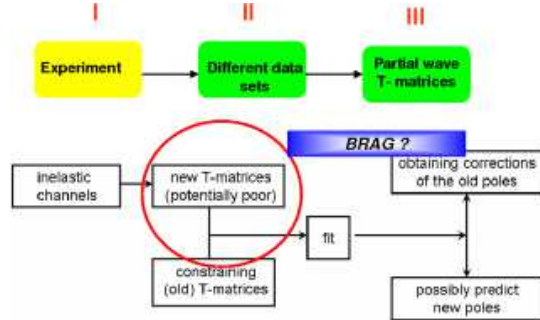 I
II
III
Experiment
Different data
sets
Partial wave
T- matrices
BRAG ?
inelastic
channels
new T-matrices
(potentially poor)
obtaining corrections
of the old poles
fit
constraining
(old) T-matrices
possibly predict
new poles